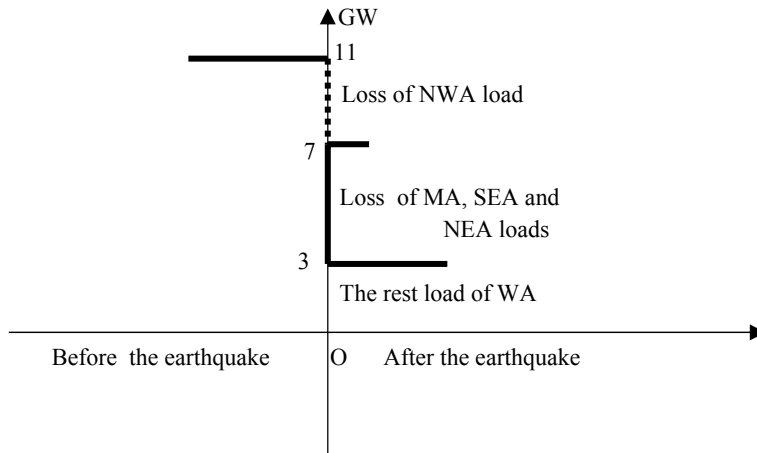 GW
11
Loss of NWA load
7
Loss of MA, SEA and
NEA loads
3
The rest load of WA
Before the earthquake O After the earthquake